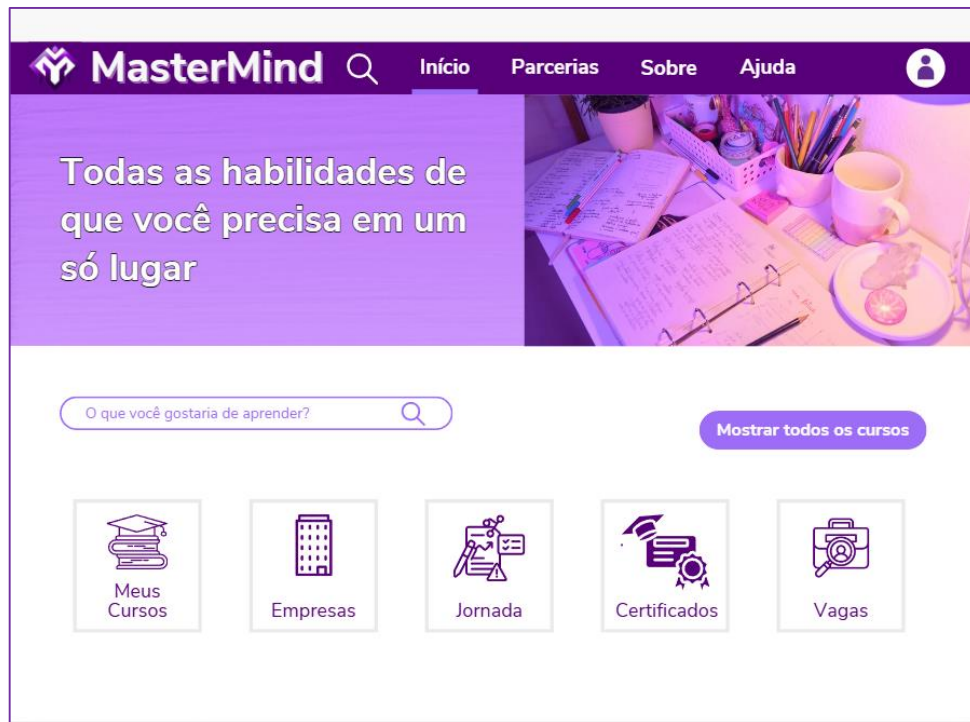 MasterMind Início Parcerias Sobre Ajuda
Todas as habilidades de
que você precisa em um
só lugar
O que você gostaria de aprender?
Mostrar todos os cursos
Meus
Cursos
Empresas
Jornada
Certificados
Vagas